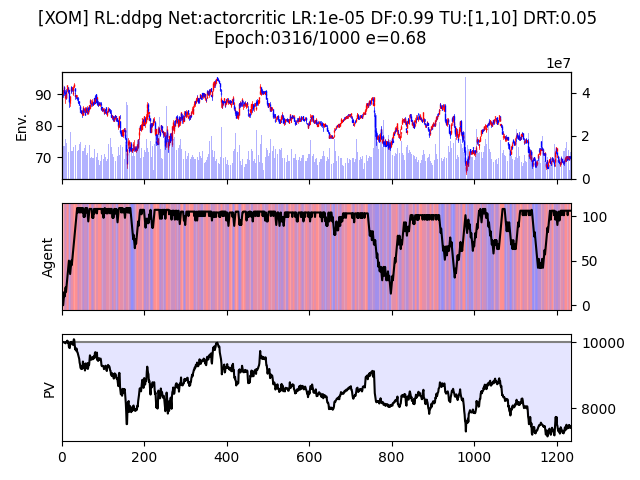 [XOM] RL:ddpg Net:actorcritic LR:1e-05 DF:0.99 TU:[1,10] DRT:0.05
Epoch:0316/1000 e=0.68
1e7
90
80
70
Env.
4
2
0
Agent
100
50
0
PV
10000
8000
0 200 400 600 800 1000 1200